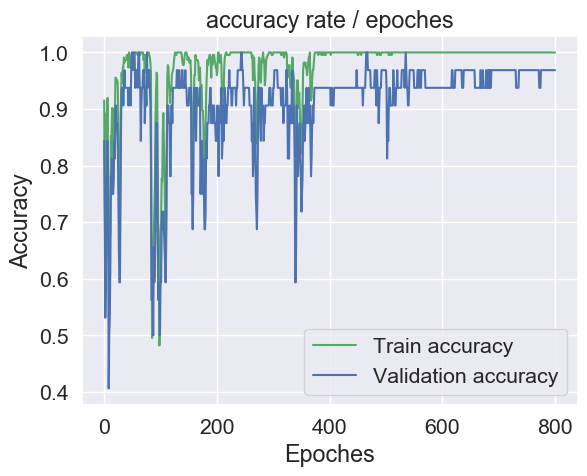 accuracy rate / epoches
1.0
0.9
0.8
0.7
0.6
0.5
0.4
Accuracy
Train accuracy
Validation accuracy
0 200 400 600 800
Epoches